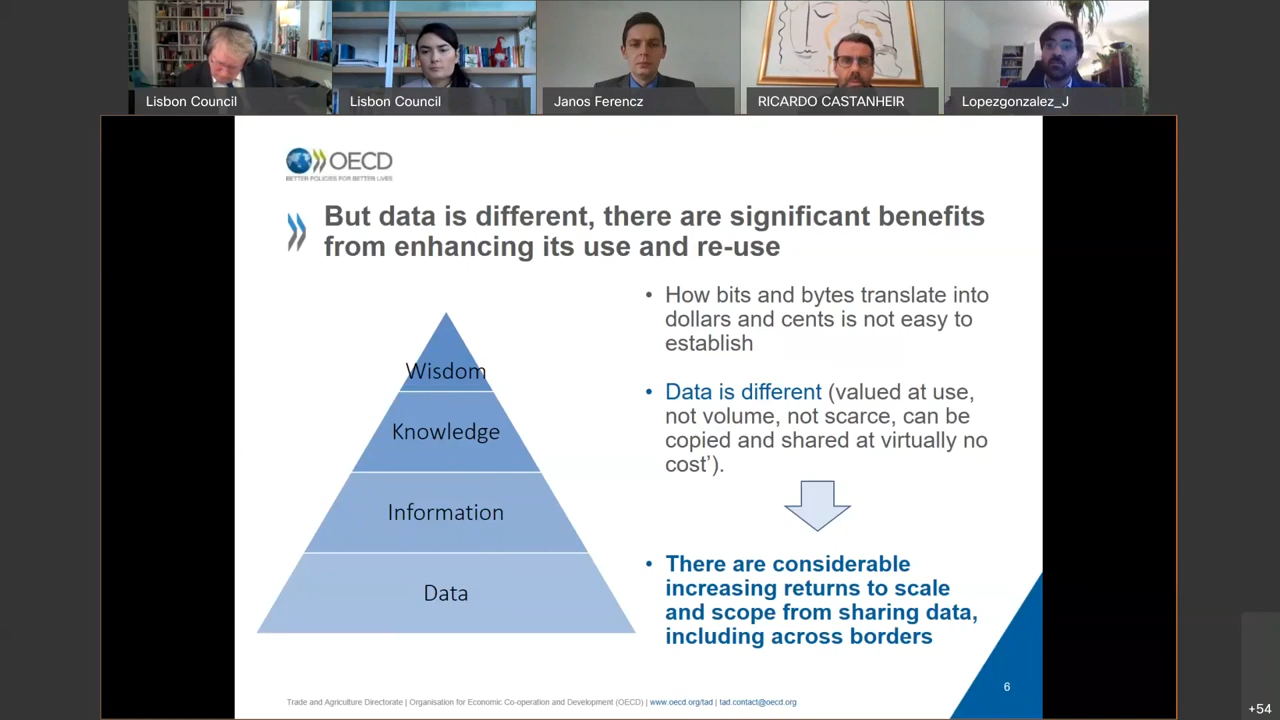 Lisbon Council
Lisbon Council
Janos Ferencz
RICARDO CASTANHEIR
Lopezgonzalez_J
OECD
BETTER POLICIES FOR BETTER LIVES
But data is different, there are significant benefits
from enhancing its use and re-use
Wisdom
Knowledge
Information
Data
• How bits and bytes translate into
dollars and cents is not easy to
establish
• Data is different (valued at use,
not volume, not scarce, can be
copied and shared at virtually no
cost’).
• There are considerable
increasing returns to scale
and scope from sharing data,
including across borders
Trade and Agriculture Directorate | Organisation for Economic Co-operation and Development (OECD) | www.oecd.org/tad | tad.contact@oecd.org
6
+54